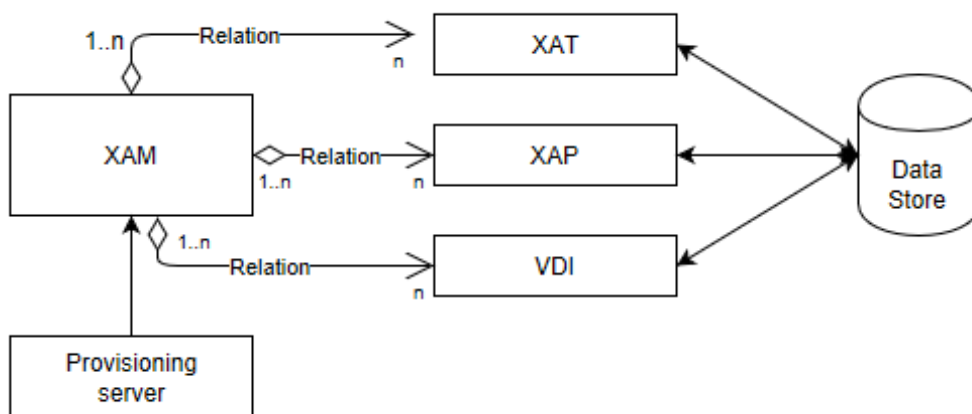 1..n
Relation
n
XAT
XAM
1..n
Relation
n
XAP
Data
Store
1..n
Relation
n
VDI
Provisioning
server